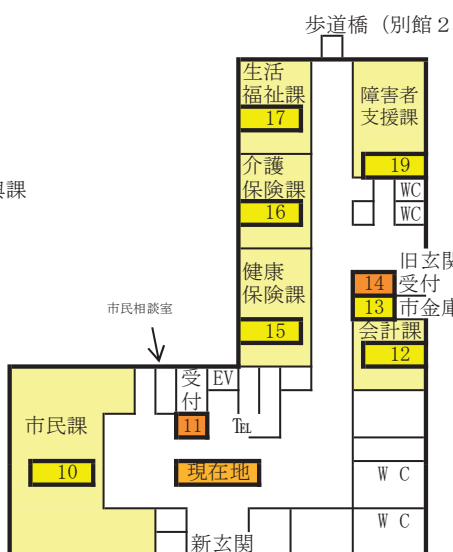 歩道橋（別館２
生活
福祉課
17
障害者
支援課
19
介護
保険課
16
課
WC
WC
健康
保険課
15
旧玄関
14
受付
13
市金庫
会計課
12
市民相談室
受
付
11
EV
TEL
市民課
10
現在地
W C
W C
新玄関